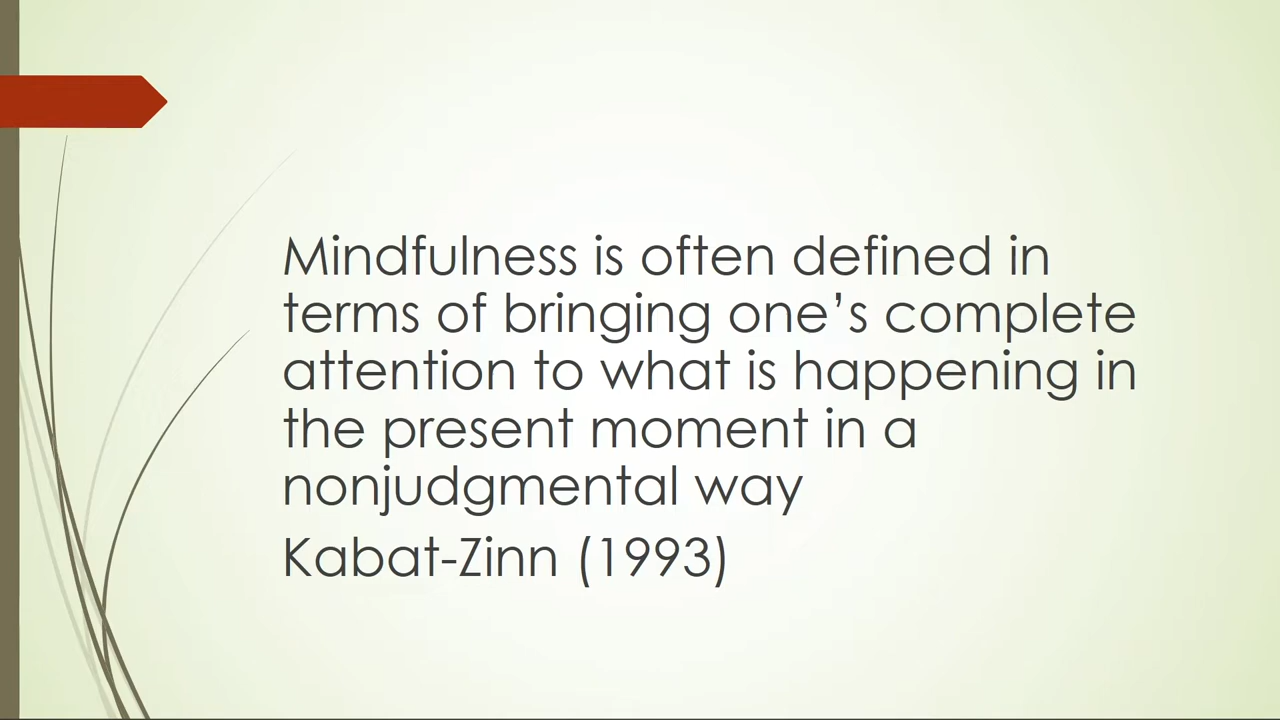 Mindfulness is often defined in
terms of bringing one’s complete
attention to what is happening in
the present moment in a
nonjudgmental way
Kabat-Zinn (1993)